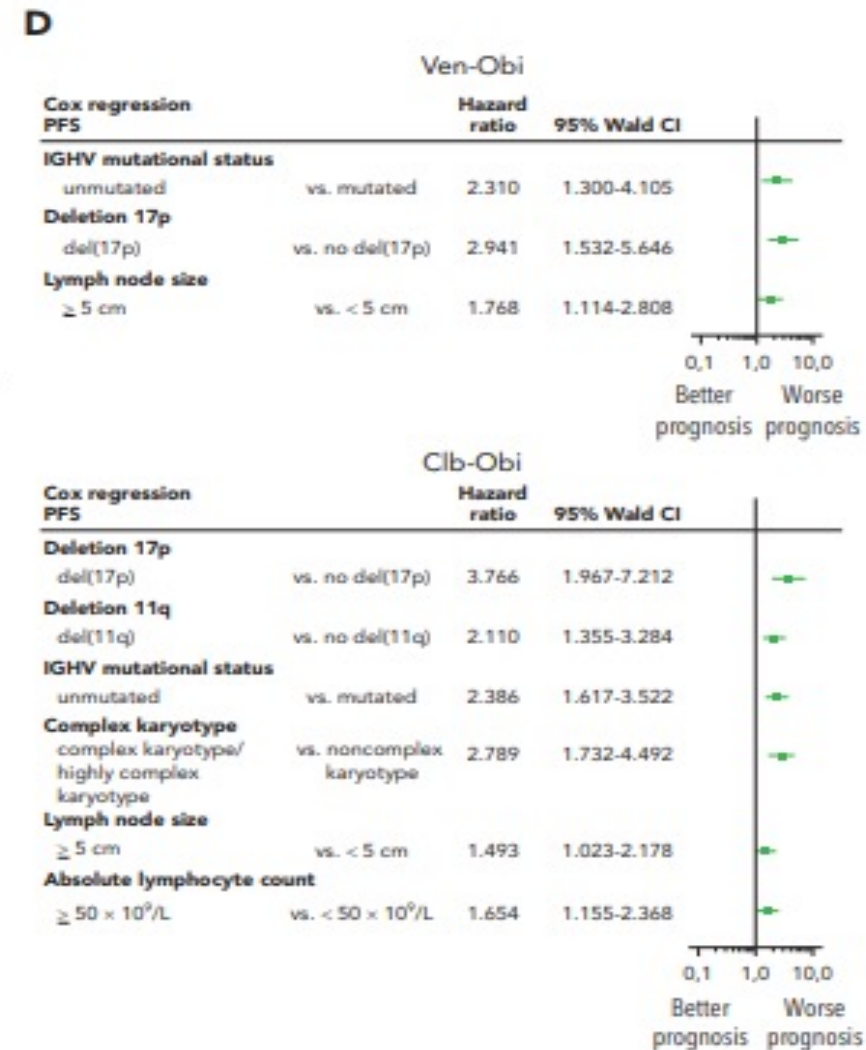 D
Ven-Obi
Cox regression PFS Hazard ratio 95% Wald CI
IGHV mutational status
unmutated vs. mutated 2.310 1.300-4.105
Deletion 17p
del(17p) vs. no del(17p) 2.941 1.532-5.646
Lymph node size
≥ 5 cm vs. < 5 cm 1.768 1.114-2.808
0,1 1,0 10,0
Better prognosis Worse prognosis
Clb-Obi
Cox regression PFS Hazard ratio 95% Wald CI
Deletion 17p
del(17p) vs. no del(17p) 3.766 1.967-7.212
Deletion 11q
del(11q) vs. no del(11q) 2.110 1.355-3.284
IGHV mutational status
unmutated vs. mutated 2.386 1.617-3.522
Complex karyotype
complex karyotype/ vs. noncomplex 2.789 1.732-4.492
highly complex karyotype
karyotype
Lymph node size
≥ 5 cm vs. < 5 cm 1.493 1.023-2.178
Absolute lymphocyte count
≥ 50 × 10⁹/L vs. < 50 × 10⁹/L 1.654 1.155-2.368
0,1 1,0 10,0
Better prognosis Worse prognosis